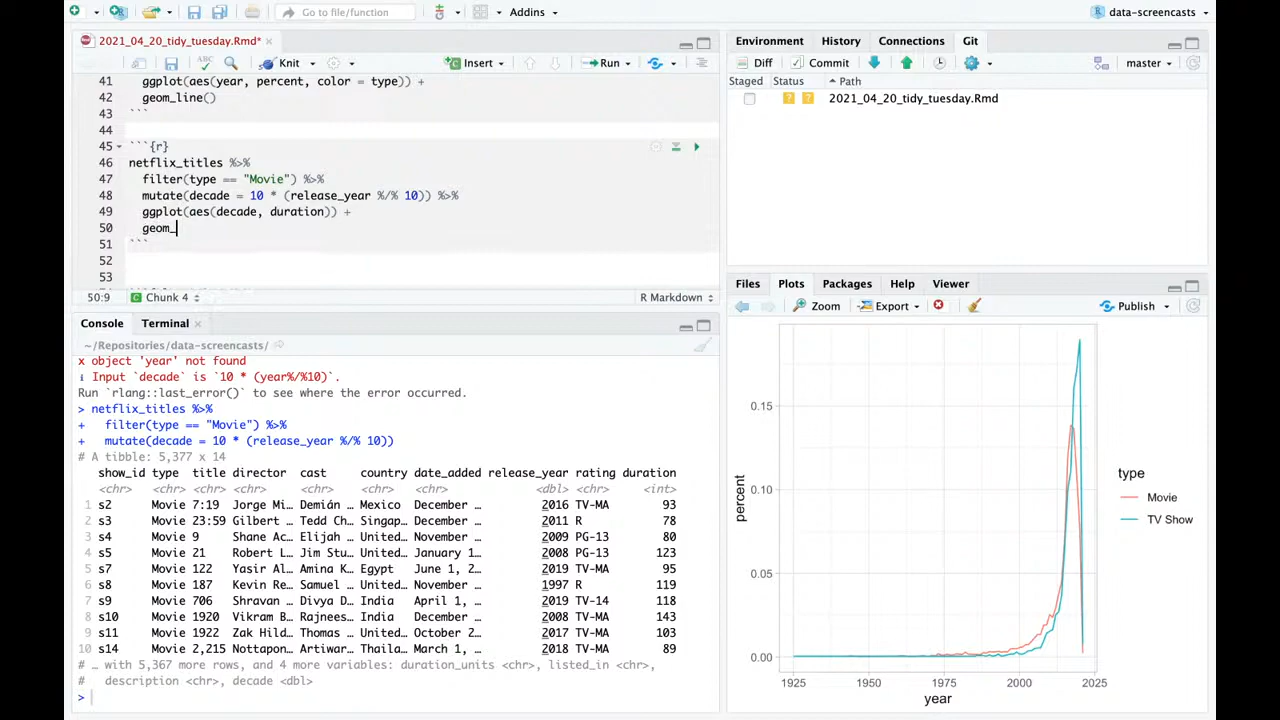 Go to file/function
Addins
data-screencasts
2021_04_20_tidy_tuesday.Rmd*
Knit
Insert
Run
41 ggplot(aes(year, percent, color = type)) +
42 geom_line()
43 ```
44
45 ```{r}
46 netflix_titles %>%
47 filter(type == "Movie") %>%
48 mutate(decade = 10 * (release_year %/% 10)) %>%
49 ggplot(aes(decade, duration)) +
50 geom_
51 ```
52
53
50:9 Chunk 4 R Markdown
Console Terminal
~/Repositories/data-screencasts/
x object 'year' not found
i Input `decade` is `10 * (year%/%10)`.
Run `rlang::last_error()` to see where the error occurred.
> netflix_titles %>%
+ filter(type == "Movie") %>%
+ mutate(decade = 10 * (release_year %/% 10))
# A tibble: 5,377 x 14
show_id type title director cast country date_added release_year rating duration
<chr> <chr> <chr> <chr> <chr> <chr> <chr> <dbl> <chr> <int>
1 s2 Movie 7:19 Jorge Mi… Demián … Mexico December … 2016 TV-MA 93
2 s3 Movie 23:59 Gilbert … Tedd Ch… Singap… December … 2011 R 78
3 s4 Movie 9 Shane Ac… Elijah … United… November … 2009 PG-13 80
4 s5 Movie 21 Robert L… Jim Stu… United… January 1… 2008 PG-13 123
5 s7 Movie 122 Yasir Al… Amina K… Egypt June 1, 2… 2019 TV-MA 95
6 s8 Movie 187 Kevin Re… Samuel … United… November … 1997 R 119
7 s9 Movie 706 Shravan … Divya D… India April 1, … 2019 TV-14 118
8 s10 Movie 1920 Vikram B… Rajnees… India December … 2008 TV-MA 143
9 s11 Movie 1922 Zak Hild… Thomas … United… October 2… 2017 TV-MA 103
10 s14 Movie 2,215 Nottapon… Artiwar… Thaila… March 1, … 2018 TV-MA 89
# … with 5,367 more rows, and 4 more variables: duration_units <chr>, listed_in <chr>,
# description <chr>, decade <dbl>
>
Environment History Connections Git
Diff Commit master
Staged Status Path
2021_04_20_tidy_tuesday.Rmd
Files Plots Packages Help Viewer
Zoom Export Publish
percent
0.15
0.10
0.05
0.00
1925 1950 1975 2000 2025
year
type
Movie
TV Show